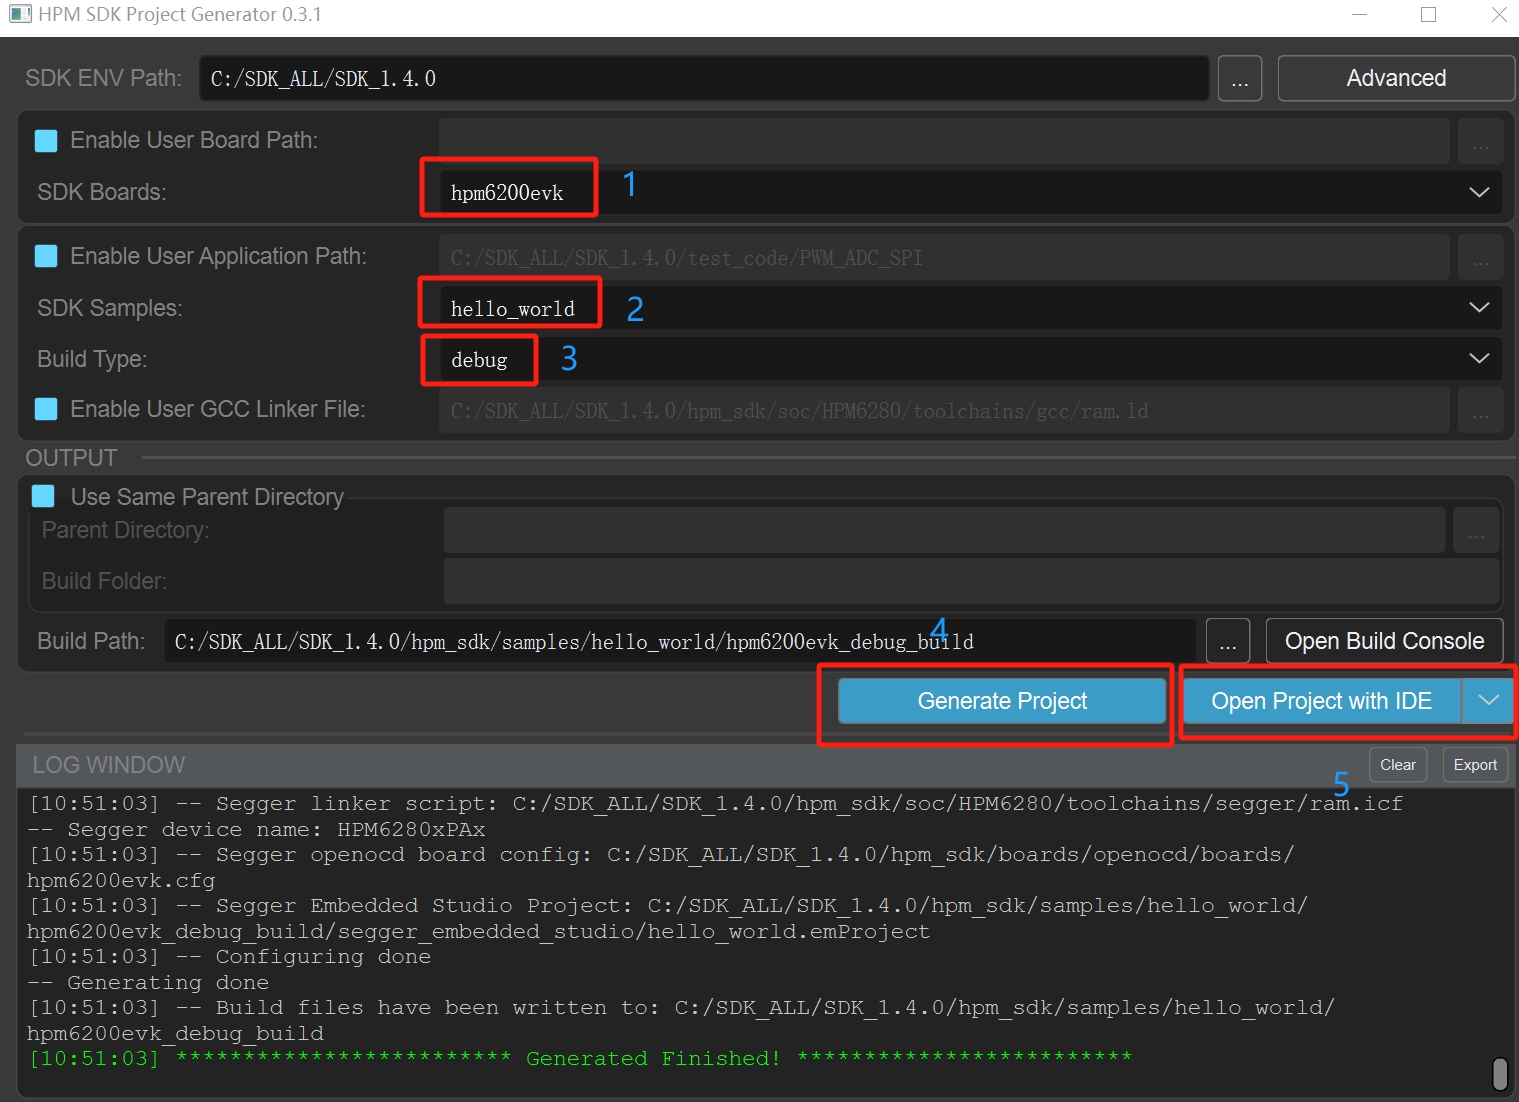 HPM SDK Project Generator 0.3.1
SDK ENV Path: C:/SDK_ALL/SDK_1.4.0 ... Advanced
Enable User Board Path: ...
SDK Boards: hpm6200evk 1
Enable User Application Path: C:/SDK_ALL/SDK_1.4.0/test_code/PWM_ADC_SPI ...
SDK Samples: hello_world 2
Build Type: debug 3
Enable User GCC Linker File: C:/SDK_ALL/SDK_1.4.0/hpm_sdk/soc/HPM6280/toolchains/gcc/ram.ld ...
OUTPUT
Use Same Parent Directory
Parent Directory: ...
Build Folder:
Build Path: C:/SDK_ALL/SDK_1.4.0/hpm_sdk/samples/hello_world/hpm6200evk_debug_build ... Open Build Console
4
Generate Project Open Project with IDE
LOG WINDOW Clear Export
5
[10:51:03] -- Segger linker script: C:/SDK_ALL/SDK_1.4.0/hpm_sdk/soc/HPM6280/toolchains/segger/ram.icf
-- Segger device name: HPM6280xPAx
[10:51:03] -- Segger openocd board config: C:/SDK_ALL/SDK_1.4.0/hpm_sdk/boards/openocd/boards/
hpm6200evk.cfg
[10:51:03] -- Segger Embedded Studio Project: C:/SDK_ALL/SDK_1.4.0/hpm_sdk/samples/hello_world/
hpm6200evk_debug_build/segger_embedded_studio/hello_world.emProject
[10:51:03] -- Configuring done
-- Generating done
[10:51:03] -- Build files have been written to: C:/SDK_ALL/SDK_1.4.0/hpm_sdk/samples/hello_world/
hpm6200evk_debug_build
[10:51:03] ************************* Generated Finished! *************************